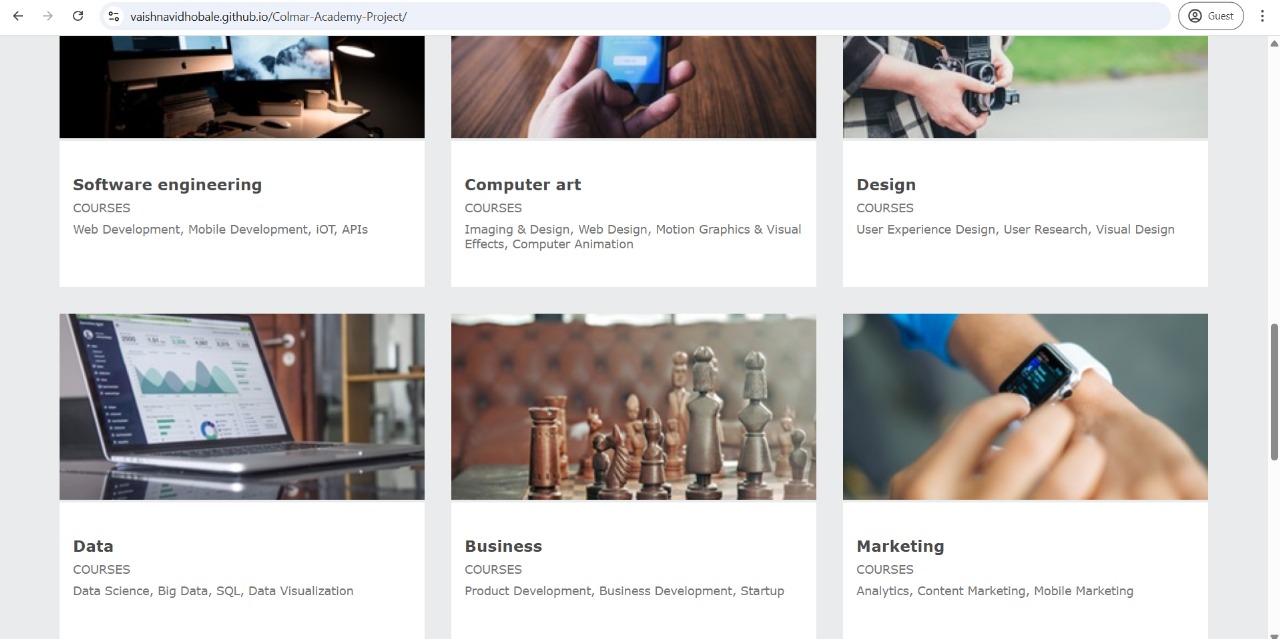 vaishnavidhobale.github.io/Colmar-Academy-Project/
Guest
Software engineering
COURSES
Web Development, Mobile Development, iOT, APIs
Computer art
COURSES
Imaging & Design, Web Design, Motion Graphics & Visual
Effects, Computer Animation
Design
COURSES
User Experience Design, User Research, Visual Design
Data
COURSES
Data Science, Big Data, SQL, Data Visualization
Business
COURSES
Product Development, Business Development, Startup
Marketing
COURSES
Analytics, Content Marketing, Mobile Marketing